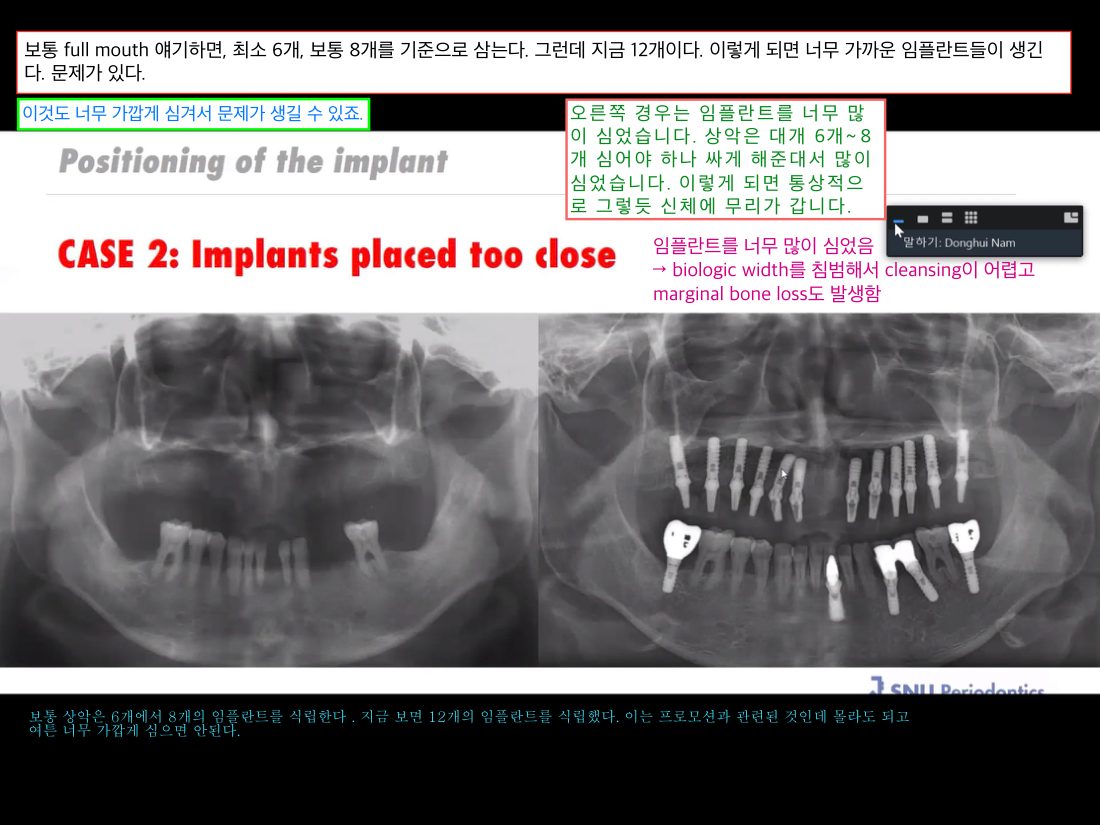 보통 full mouth 얘기하면, 최소 6개, 보통 8개를 기준으로 삼는다. 그런데 지금 12개이다. 이렇게 되면 너무 가까운 임플란트들이 생긴
다. 문제가 있다.
이것도 너무 가깝게 심겨서 문제가 생길 수 있죠.
오른쪽 경우는 임플란트를 너무 많
이 심었습니다. 상악은 대개 6개~8
개 심어야 하나 싸게 해준대서 많이
심었습니다. 이렇게 되면 통상적으
로 그렇듯 신체에 무리가 갑니다.
Positioning of the implant
말하기: Donghui Nam
CASE 2: Implants placed too close
임플란트를 너무 많이 심었음
→ biologic width를 침범해서 cleansing이 어렵고
marginal bone loss도 발생함
SNU Periodontics
보통 상악은 6개에서 8개의 임플란트를 식립한다 . 지금 보면 12개의 임플란트를 식립했다. 이는 프로모션과 관련된 것인데 몰라도 되고
여튼 너무 가깝게 심으면 안된다.